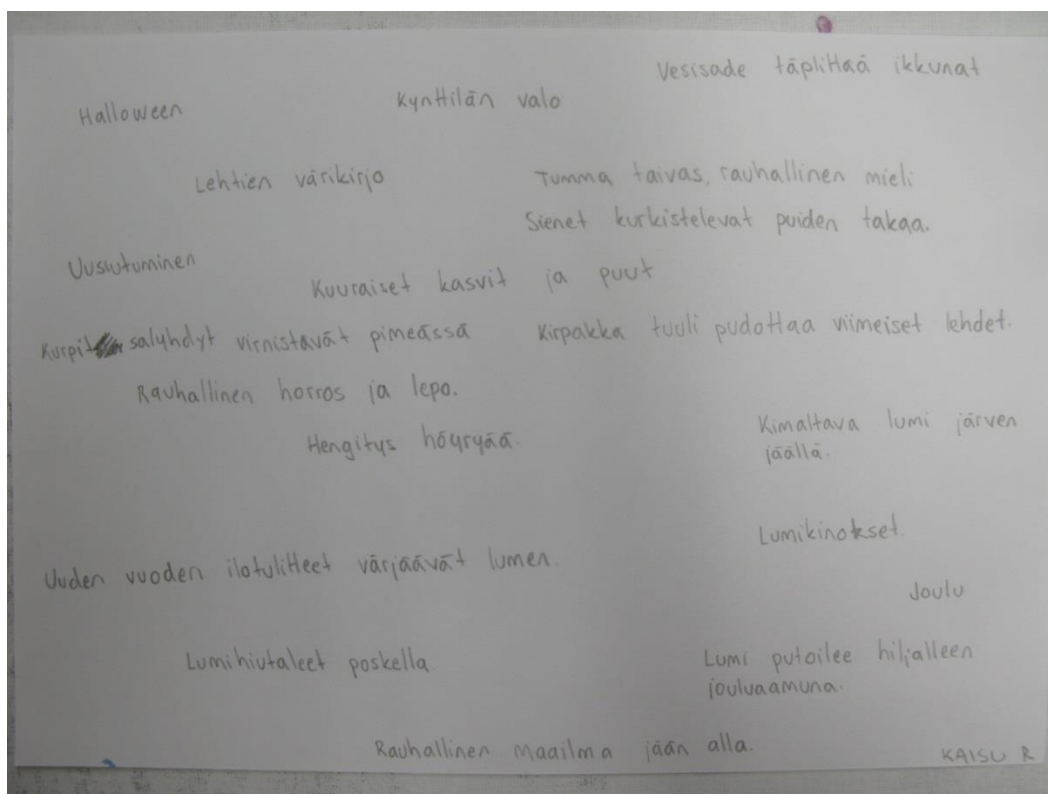 Vesisade täplittää ikkunat
Halloween
Kynttilän valo
Lehtien värikirjo
Tumma taivas, rauhallinen mieli
Sienet kurkistelevat puiden takaa.
Uusiutuminen
Kuuraiset kasvit ja puut
Kurpitsalyhdyt virnistävät pimeässä
Kirpakka tuuli pudottaa viimeiset lehdet.
Rauhallinen horros ja lepo.
Hengitys höyryää.
Kimaltava lumi järven
jäällä.
Lumikinokset.
Uuden vuoden ilotulitteet värjäävät lumen.
Joulu
Lumihiutaleet poskella
Lumi putoilee hiljalleen
jouluaamuna.
Rauhallinen maailma jään alla.
KAISU R